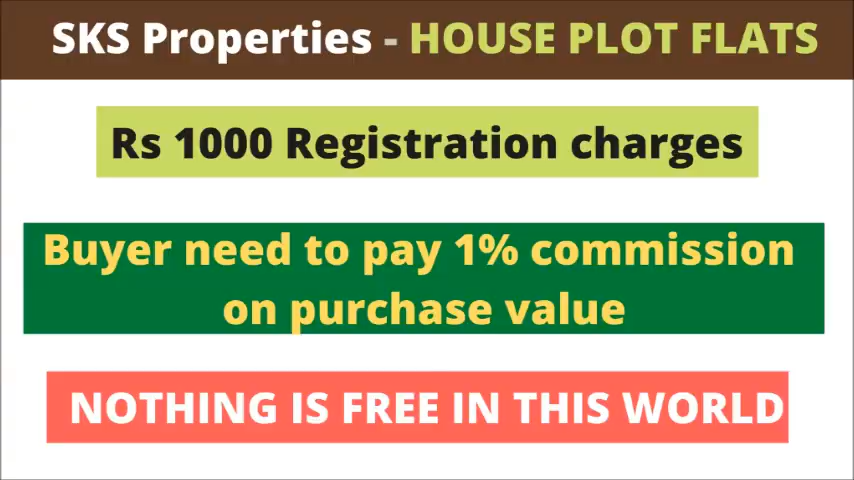 SKS Properties - HOUSE PLOT FLATS
Rs 1000 Registration charges
Buyer need to pay 1% commission
on purchase value
NOTHING IS FREE IN THIS WORLD